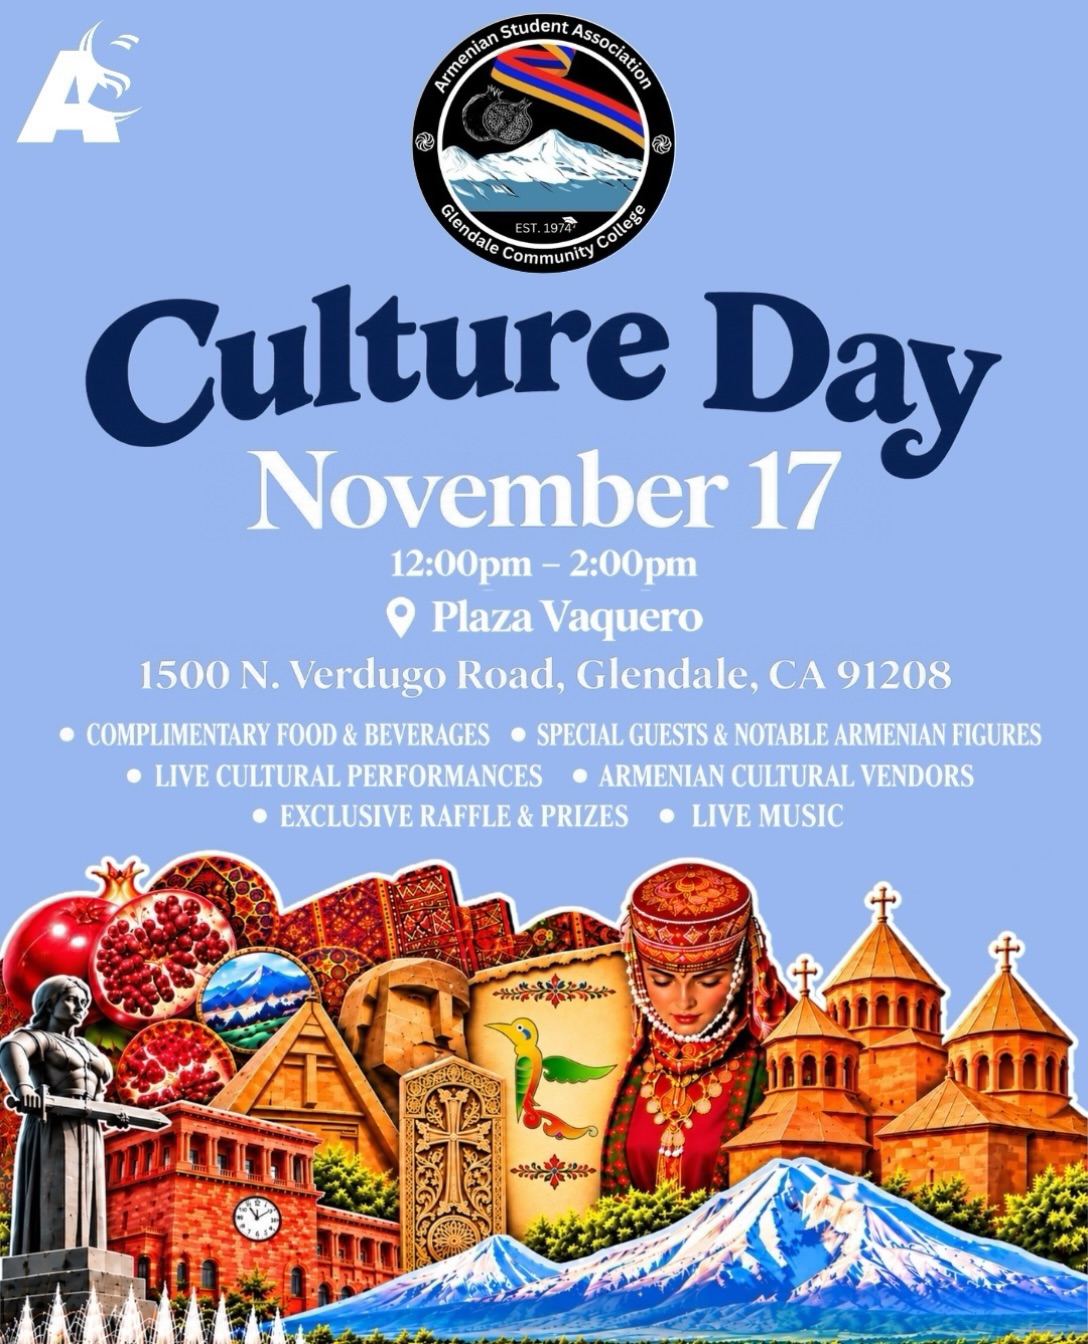 A
Armenian Student Association
EST. 1974
Glendale Community College
Culture Day
November 17
12:00pm – 2:00pm
Plaza Vaquero
1500 N. Verdugo Road, Glendale, CA 91208
• COMPLIMENTARY FOOD & BEVERAGES • SPECIAL GUESTS & NOTABLE ARMENIAN FIGURES
• LIVE CULTURAL PERFORMANCES • ARMENIAN CULTURAL VENDORS
• EXCLUSIVE RAFFLE & PRIZES • LIVE MUSIC